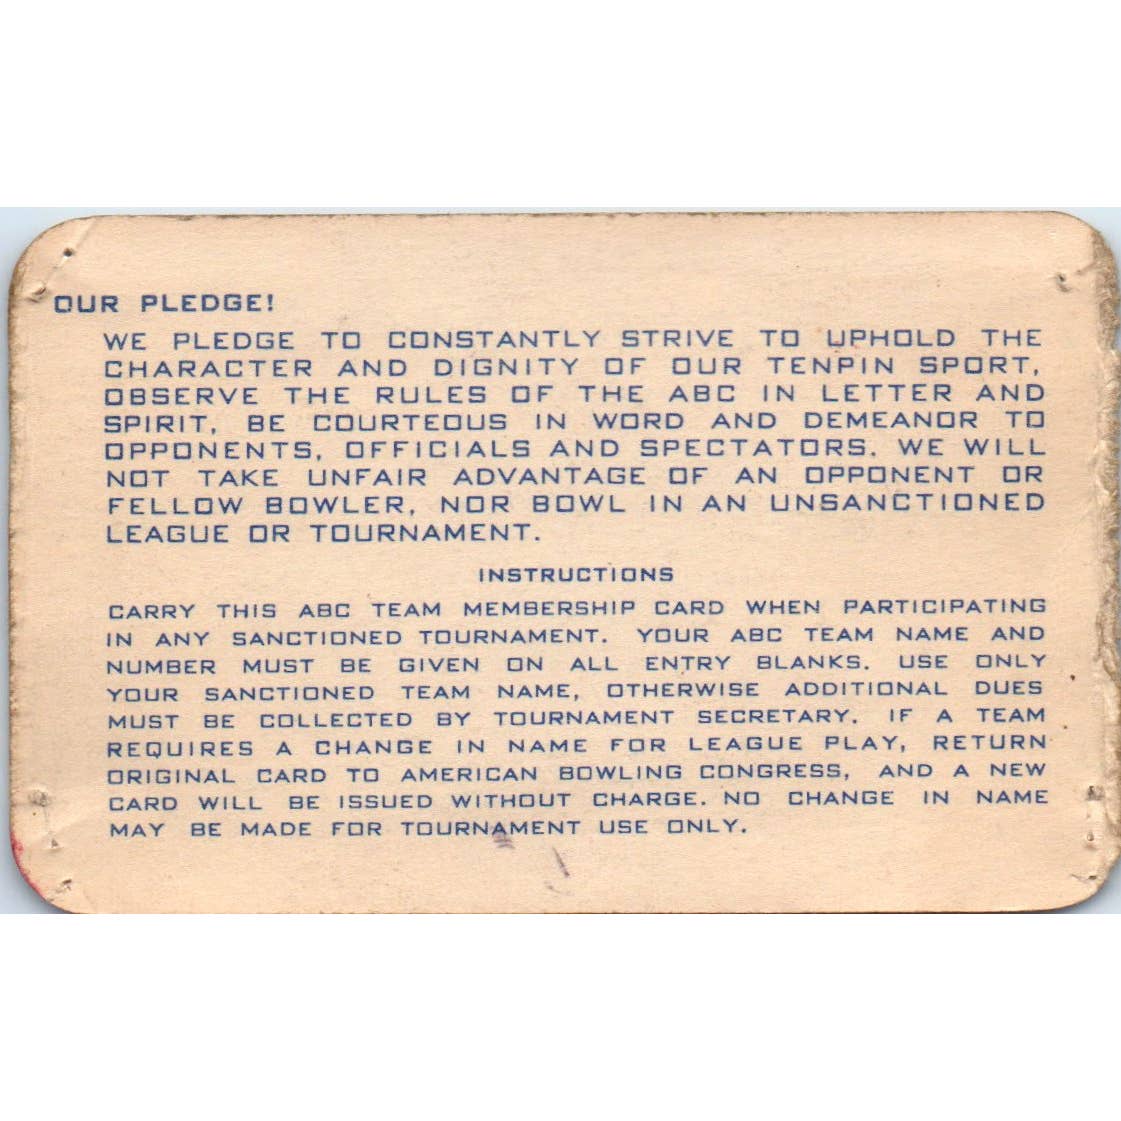 OUR PLEDGE!
WE PLEDGE TO CONSTANTLY STRIVE TO UPHOLD THE
CHARACTER AND DIGNITY OF OUR TENPIN SPORT,
OBSERVE THE RULES OF THE ABC IN LETTER AND
SPIRIT, BE COURTEOUS IN WORD AND DEMEANOR TO
OPPONENTS, OFFICIALS AND SPECTATORS. WE WILL
NOT TAKE UNFAIR ADVANTAGE OF AN OPPONENT OR
FELLOW BOWLER, NOR BOWL IN AN UNSANCTIONED
LEAGUE OR TOURNAMENT.
INSTRUCTIONS
CARRY THIS ABC TEAM MEMBERSHIP CARD WHEN PARTICIPATING
IN ANY SANCTIONED TOURNAMENT. YOUR ABC TEAM NAME AND
NUMBER MUST BE GIVEN ON ALL ENTRY BLANKS. USE ONLY
YOUR SANCTIONED TEAM NAME, OTHERWISE ADDITIONAL DUES
MUST BE COLLECTED BY TOURNAMENT SECRETARY. IF A TEAM
REQUIRES A CHANGE IN NAME FOR LEAGUE PLAY, RETURN
ORIGINAL CARD TO AMERICAN BOWLING CONGRESS, AND A NEW
CARD WILL BE ISSUED WITHOUT CHARGE. NO CHANGE IN NAME
MAY BE MADE FOR TOURNAMENT USE ONLY.